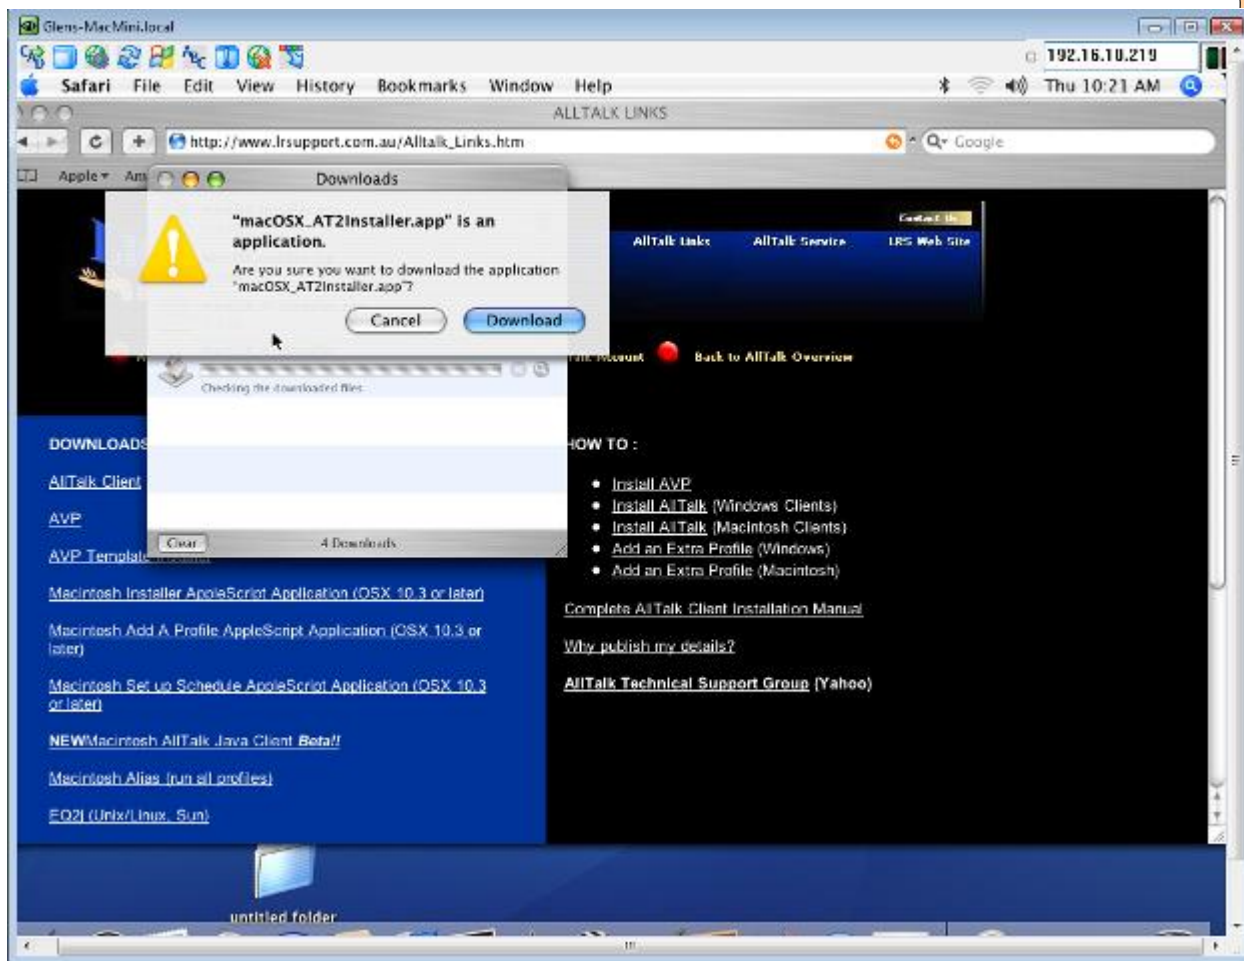 Glens-MacMini.local
192.16.10.219
Safari File Edit View History Bookmarks Window Help
Thu 10:21 AM
ALLTALK LINKS
http://www.lrsupport.com.au/Alltalk_Links.htm
Google
Apple
Downloads
"macOSX_AT2Installer.app" is an
application.
Are you sure you want to download the application
"macOSX_AT2Installer.app"?
Cancel
Download
Contact Us
AllTalk Links
AllTalk Service
LRS Web Site
Back to AllTalk Overview
Checking the downloaded files
Clear
4 Downloads
DOWNLOADS
AllTalk Client
AVP
AVP Template
Macintosh Installer AppleScript Application (OSX 10.3 or later)
Macintosh Add A Profile AppleScript Application (OSX 10.3 or
later)
Macintosh Set up Schedule AppleScript Application (OSX 10.3
or later)
NEWMacintosh AllTalk Java Client Beta!!
Macintosh Alias (run all profiles)
EQ2j (Unix/Linux, Sun)
HOW TO :
Install AVP
Install AllTalk (Windows Clients)
Install AllTalk (Macintosh Clients)
Add an Extra Profile (Windows)
Add an Extra Profile (Macintosh)
Complete AllTalk Client Installation Manual
Why publish my details?
AllTalk Technical Support Group (Yahoo)
untitled folder